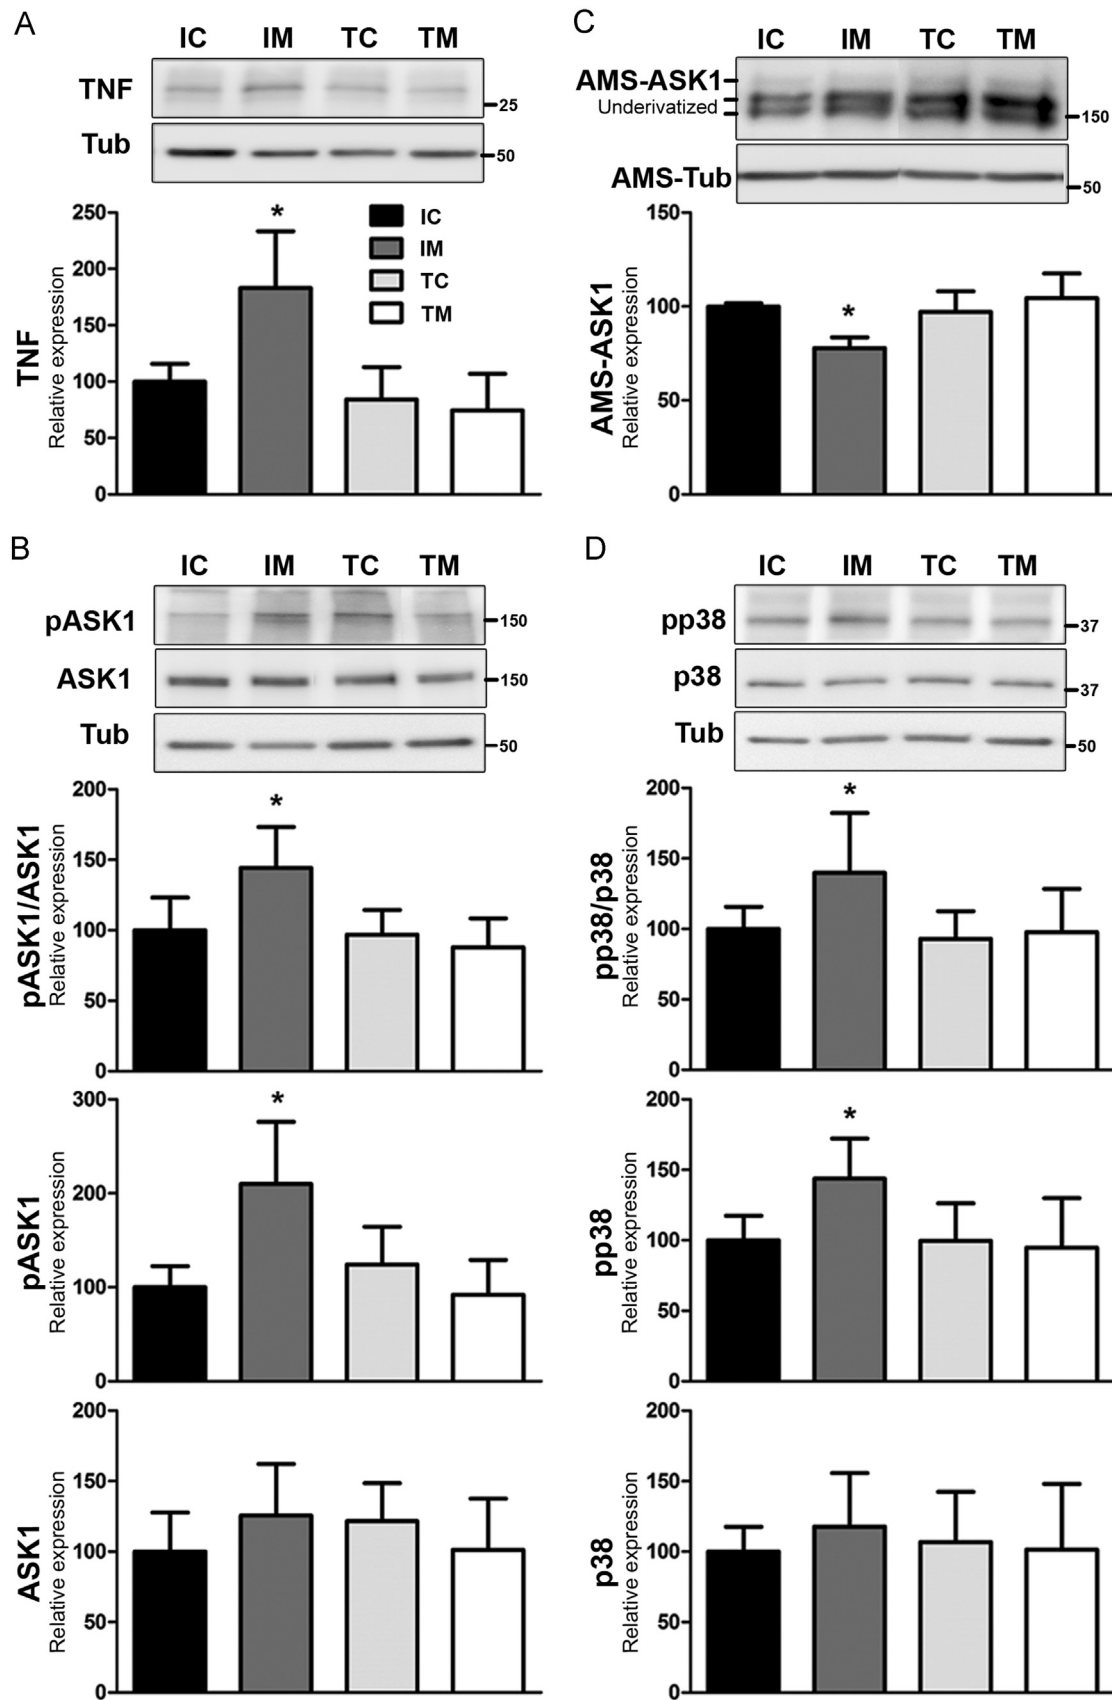 A
IC IM TC TM
TNF
25
Tub
50
250
200
150
100
50
0
TNF
Relative expression
*
IC
IM
TC
TM
C
IC IM TC TM
AMS-ASK1
Underivatized
150
AMS-Tub
50
150
100
50
0
AMS-ASK1
Relative expression
*
B
IC IM TC TM
pASK1
150
ASK1
150
Tub
50
200
150
100
50
0
pASK1/ASK1
Relative expression
*
300
200
100
0
pASK1
Relative expression
*
200
150
100
50
0
ASK1
Relative expression
D
IC IM TC TM
pp38
37
p38
37
Tub
50
200
150
100
50
0
pp38/p38
Relative expression
*
200
150
100
50
0
pp38
Relative expression
*
200
150
100
50
0
p38
Relative expression